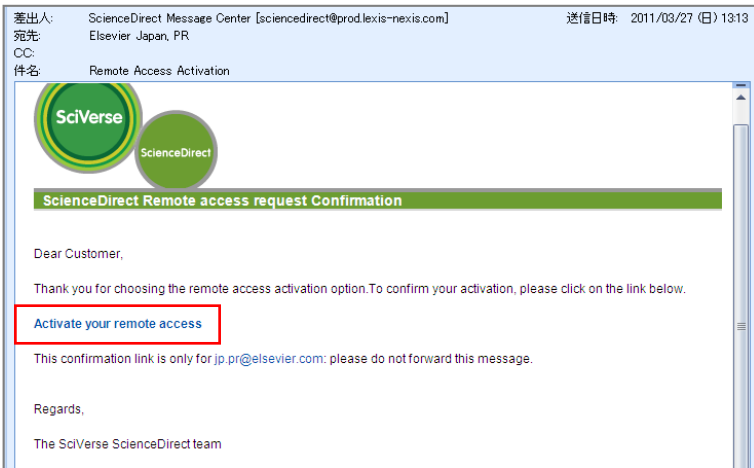 差出人: ScienceDirect Message Center [sciencedirect@prod.lexis-nexis.com] 送信日時: 2011/03/27 (日) 13:13
宛先: Elsevier Japan, PR
CC:
件名: Remote Access Activation
SciVerse
ScienceDirect
ScienceDirect Remote access request Confirmation
Dear Customer,
Thank you for choosing the remote access activation option.To confirm your activation, please click on the link below.
Activate your remote access
This confirmation link is only for jp.pr@elsevier.com: please do not forward this message.
Regards,
The SciVerse ScienceDirect team